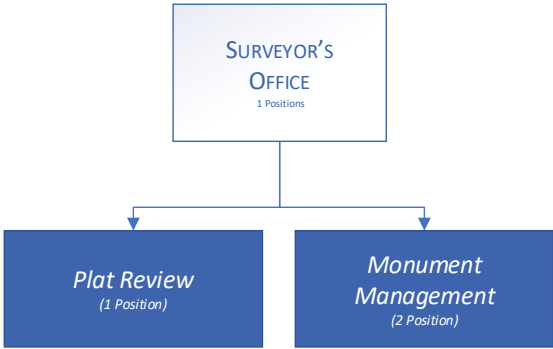 SURVEYOR'S
OFFICE
1 Positions
Plat Review
(1 Position)
Monument
Management
(2 Position)